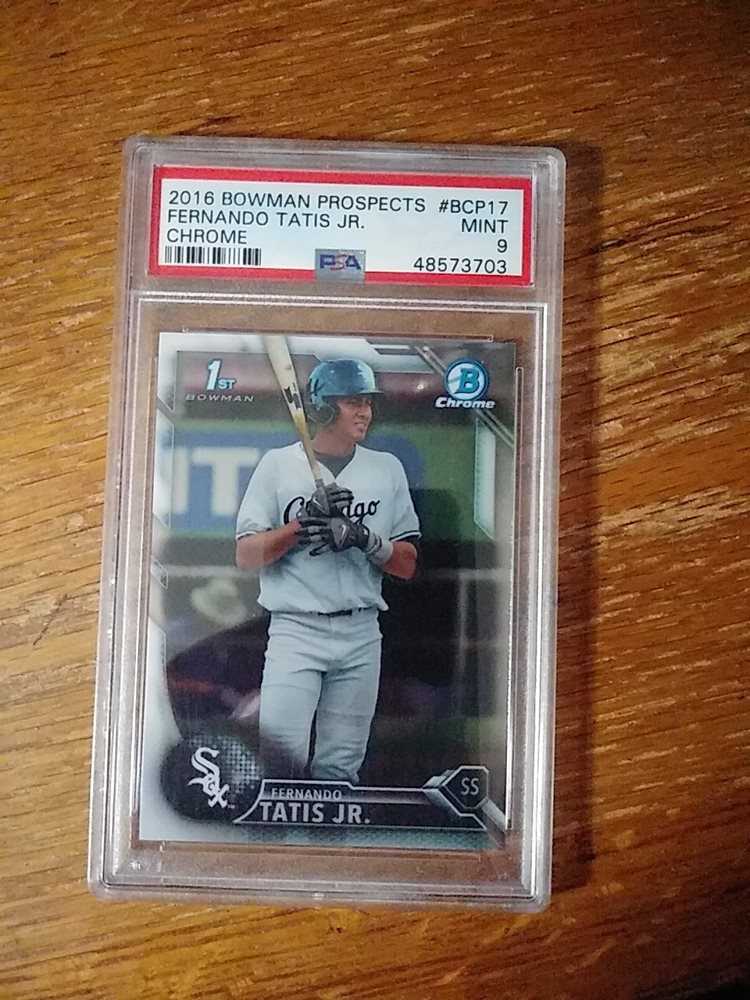 2016 BOWMAN PROSPECTS #BCP17
FERNANDO TATIS JR. MINT
CHROME 9
PSA 48573703
1ST
BOWMAN
B
Chrome
Sox
FERNANDO
TATIS JR.
SS